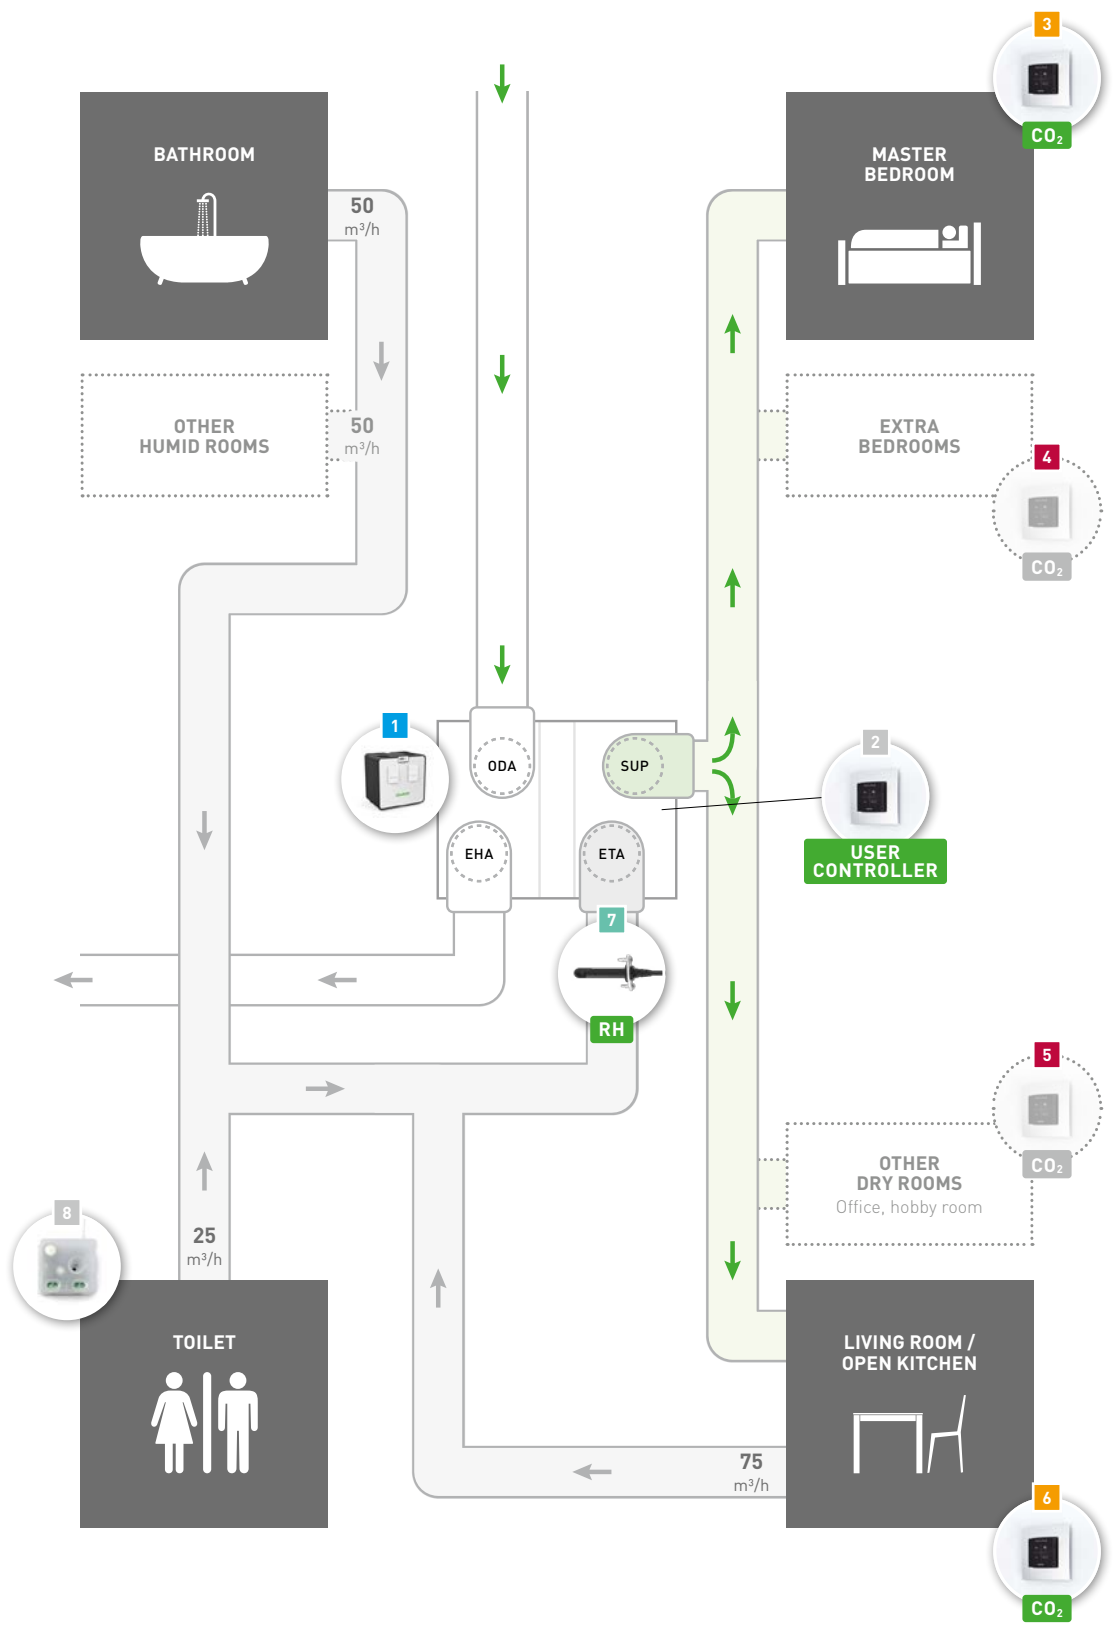 3
CO₂
BATHROOM
50
m³/h
MASTER
BEDROOM
OTHER
HUMID ROOMS
50
m³/h
EXTRA
BEDROOMS
4
CO₂
1
ODA
SUP
2
USER
CONTROLLER
EHA
ETA
7
RH
5
CO₂
OTHER
DRY ROOMS
Office, hobby room
8
25
m³/h
TOILET
LIVING ROOM /
OPEN KITCHEN
75
m³/h
6
CO₂